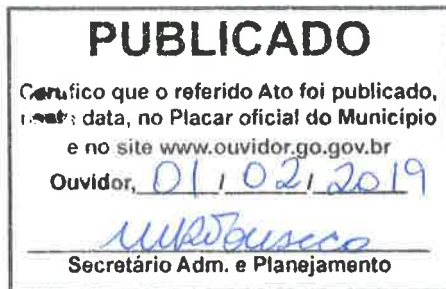 PUBLICADO
Certifico que o referido Ato foi publicado,
nesta data, no Placar oficial do Município
e no site www.ouvidor.go.gov.br
Ouvidor, 01 / 02 / 2019
Secretário Adm. e Planejamento